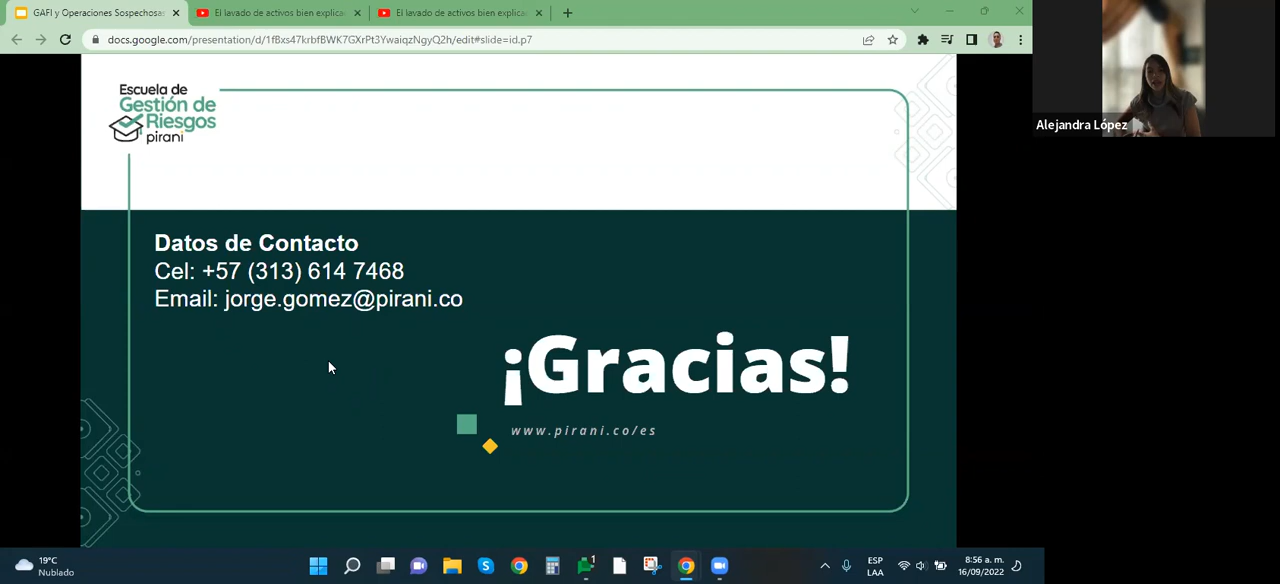 GAFI y Operaciones Sospechosas
El lavado de activos bien explica
El lavado de activos bien explica
docs.google.com/presentation/d/1fBxs47krbfBWK7GXrPt3YwaiqzNgyQ2h/edit#slide=id.p7
Alejandra López
Escuela de
Gestión de
Riesgos
pirani
Datos de Contacto
Cel: +57 (313) 614 7468
Email: jorge.gomez@pirani.co
¡Gracias!
www.pirani.co/es
19°C
Nublado
1
ESP
LAA
8:56 a. m.
16/09/2022